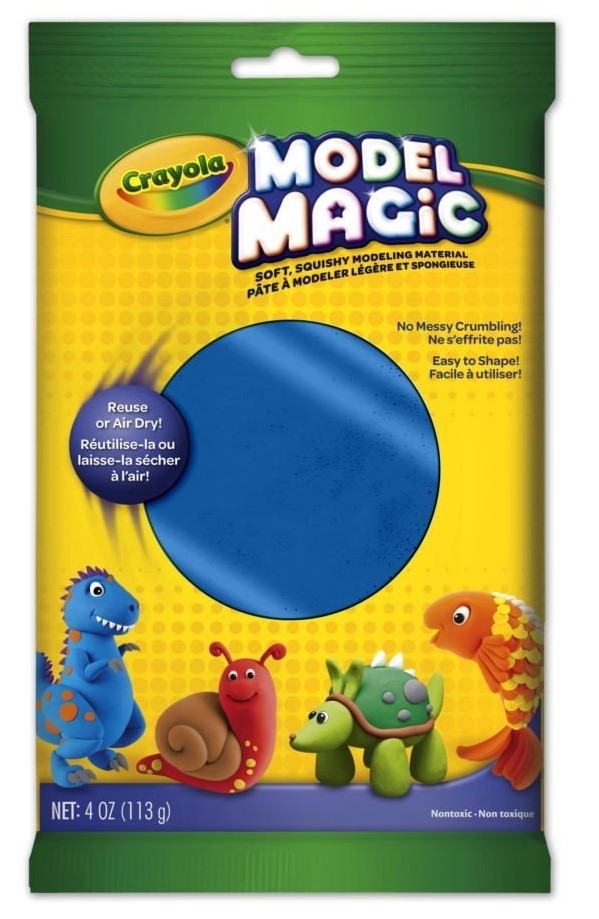 Crayola
MODEL
MAGiC
SOFT, SQUISHY MODELING MATERIAL
PÂTE À MODELER LÉGÈRE ET SPONGIEUSE
No Messy Crumbling!
Ne s'effrite pas!
Easy to Shape!
Facile à utiliser!
Reuse
or Air Dry!
Réutilise-la ou
laisse-la sécher
à l'air!
NET: 4 OZ (113 g)
Nontoxic - Non toxique